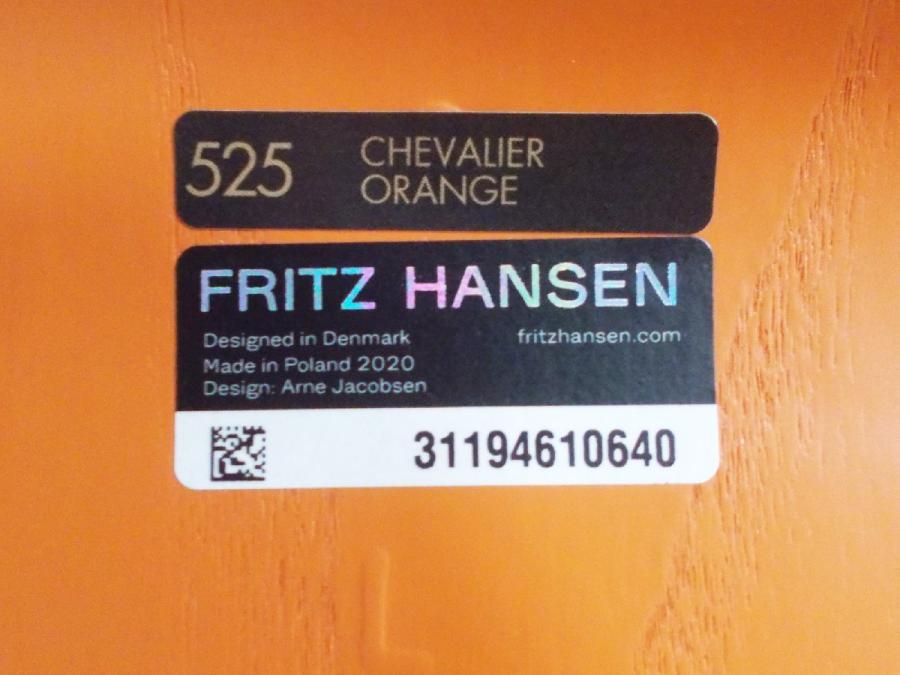 525
CHEVALIER
ORANGE
FRITZ HANSEN
Designed in Denmark
fritzhansen.com
Made in Poland 2020
Design: Arne Jacobsen
31194610640